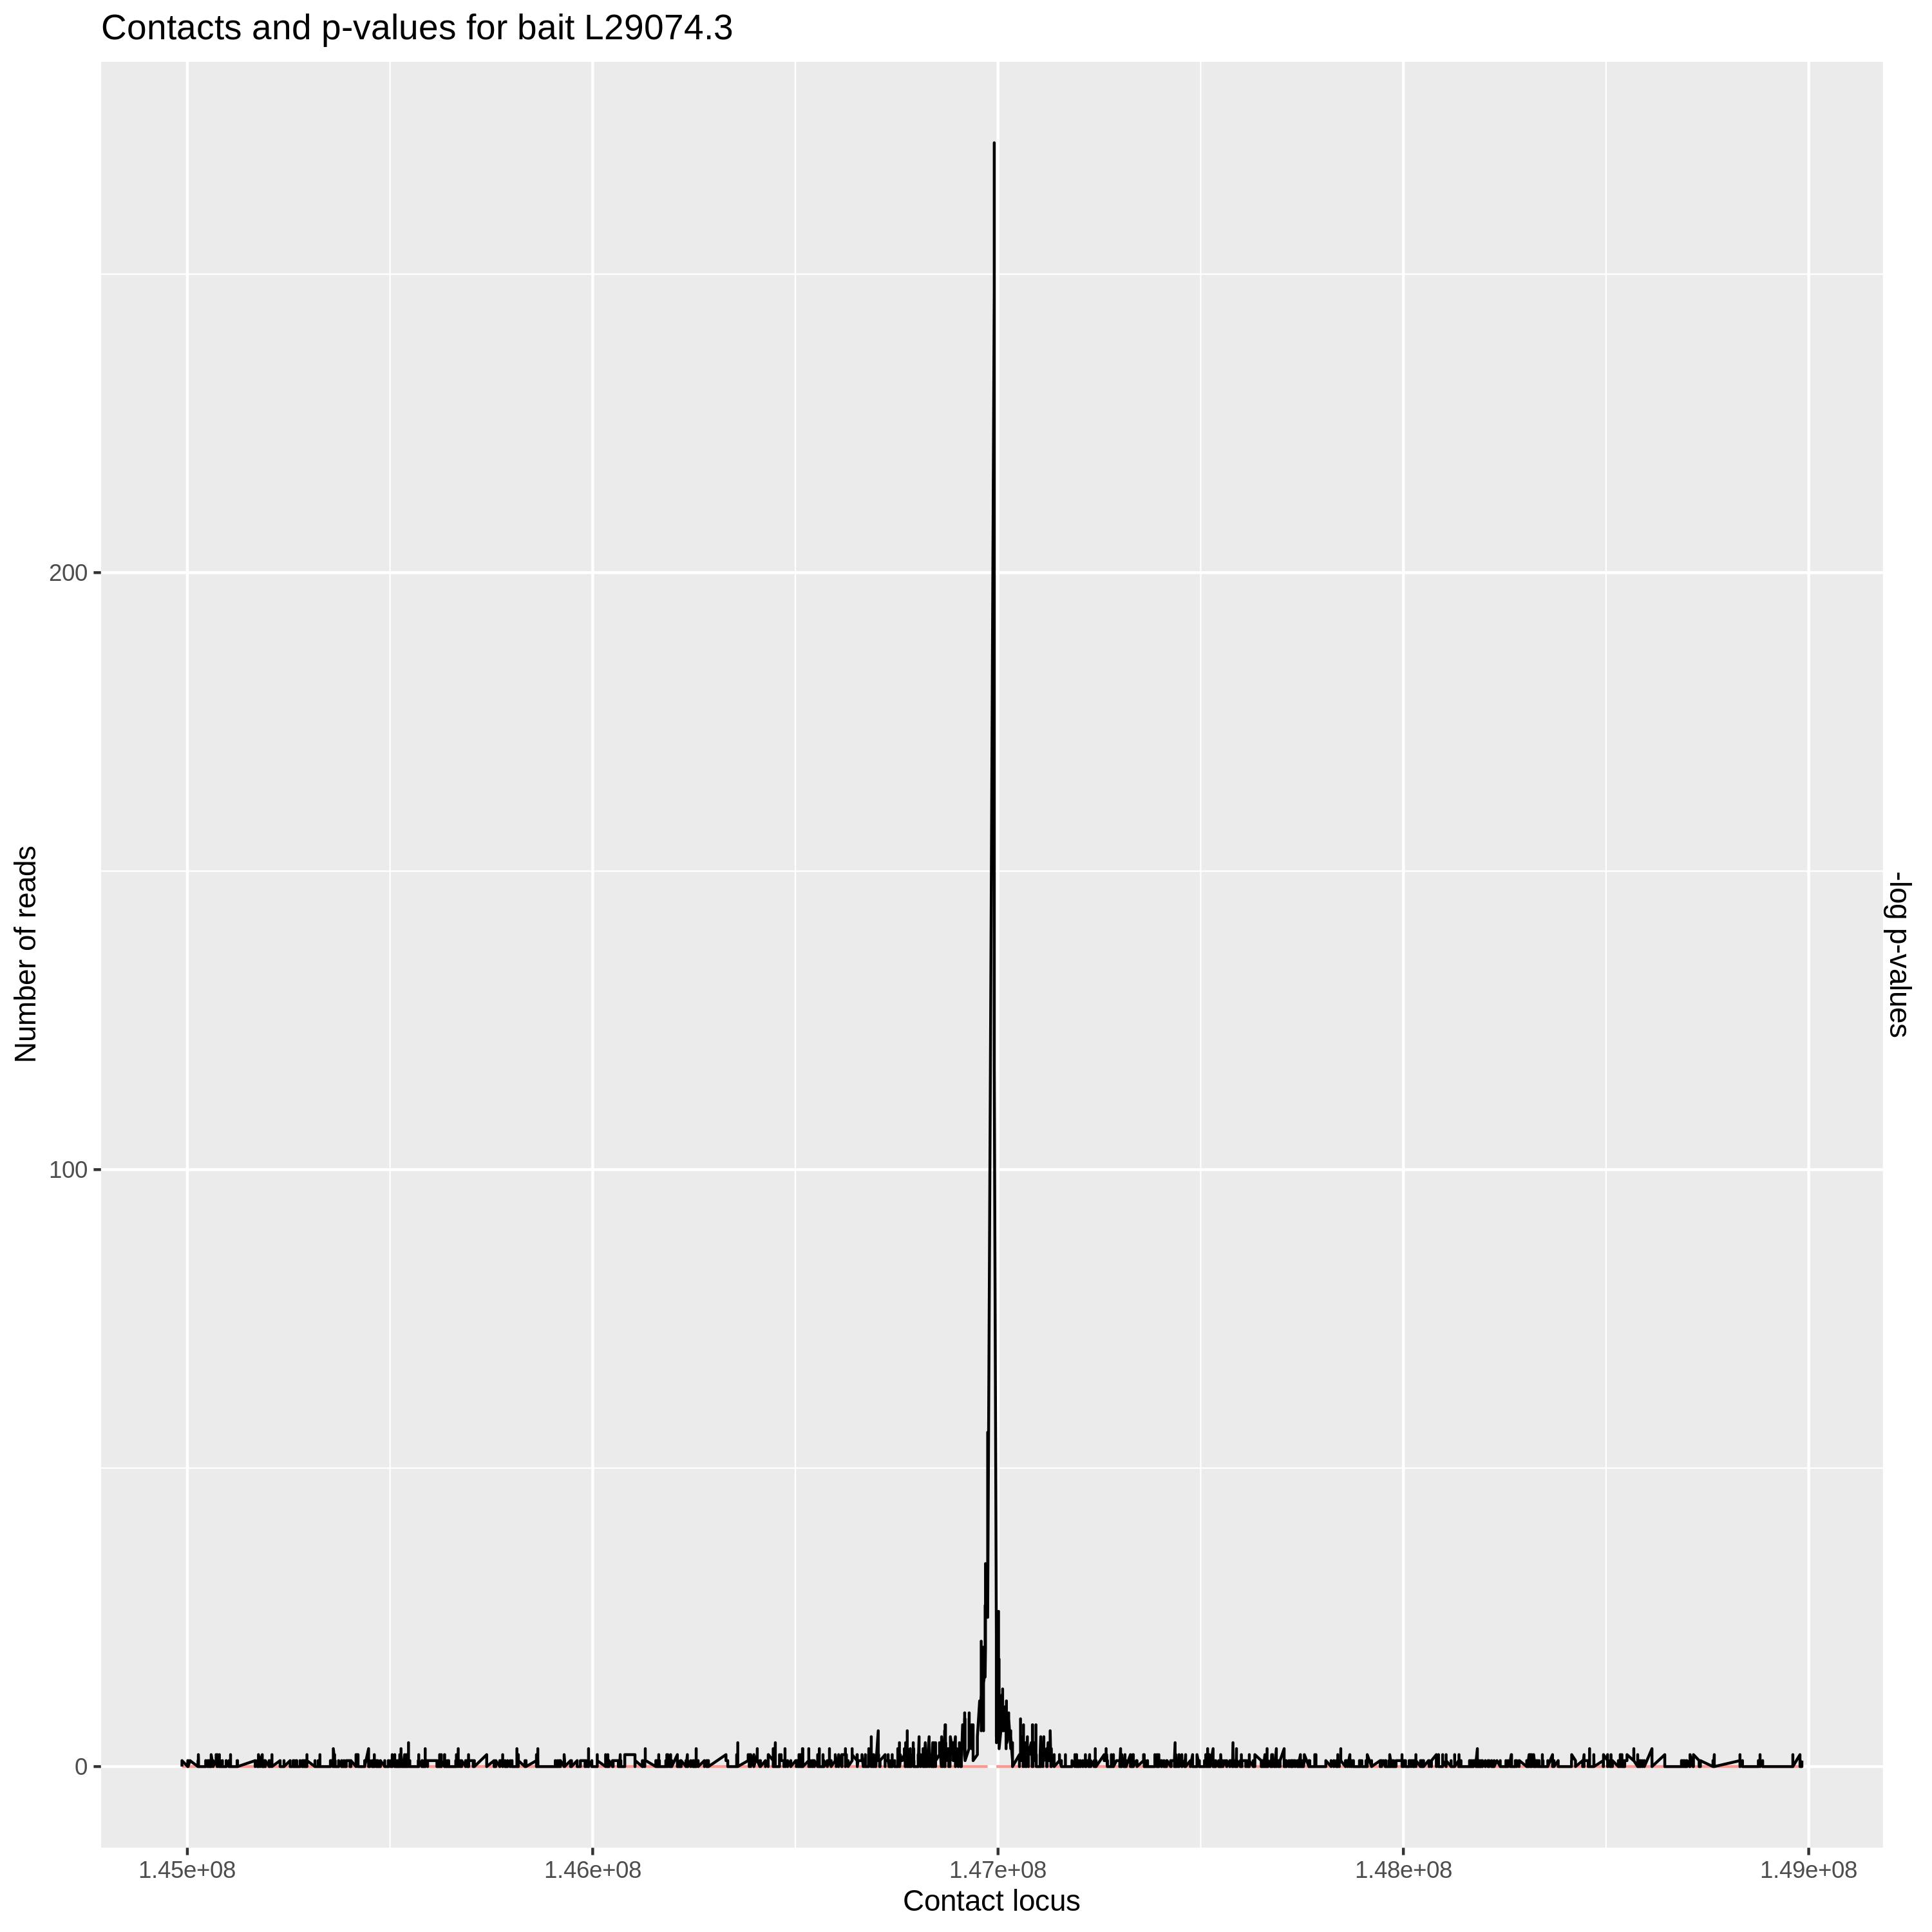 Contacts and p-values for bait L29074.3
Number of reads
200
100
0
-log p-values
1.45e+08 1.46e+08 1.47e+08 1.48e+08 1.49e+08
Contact locus